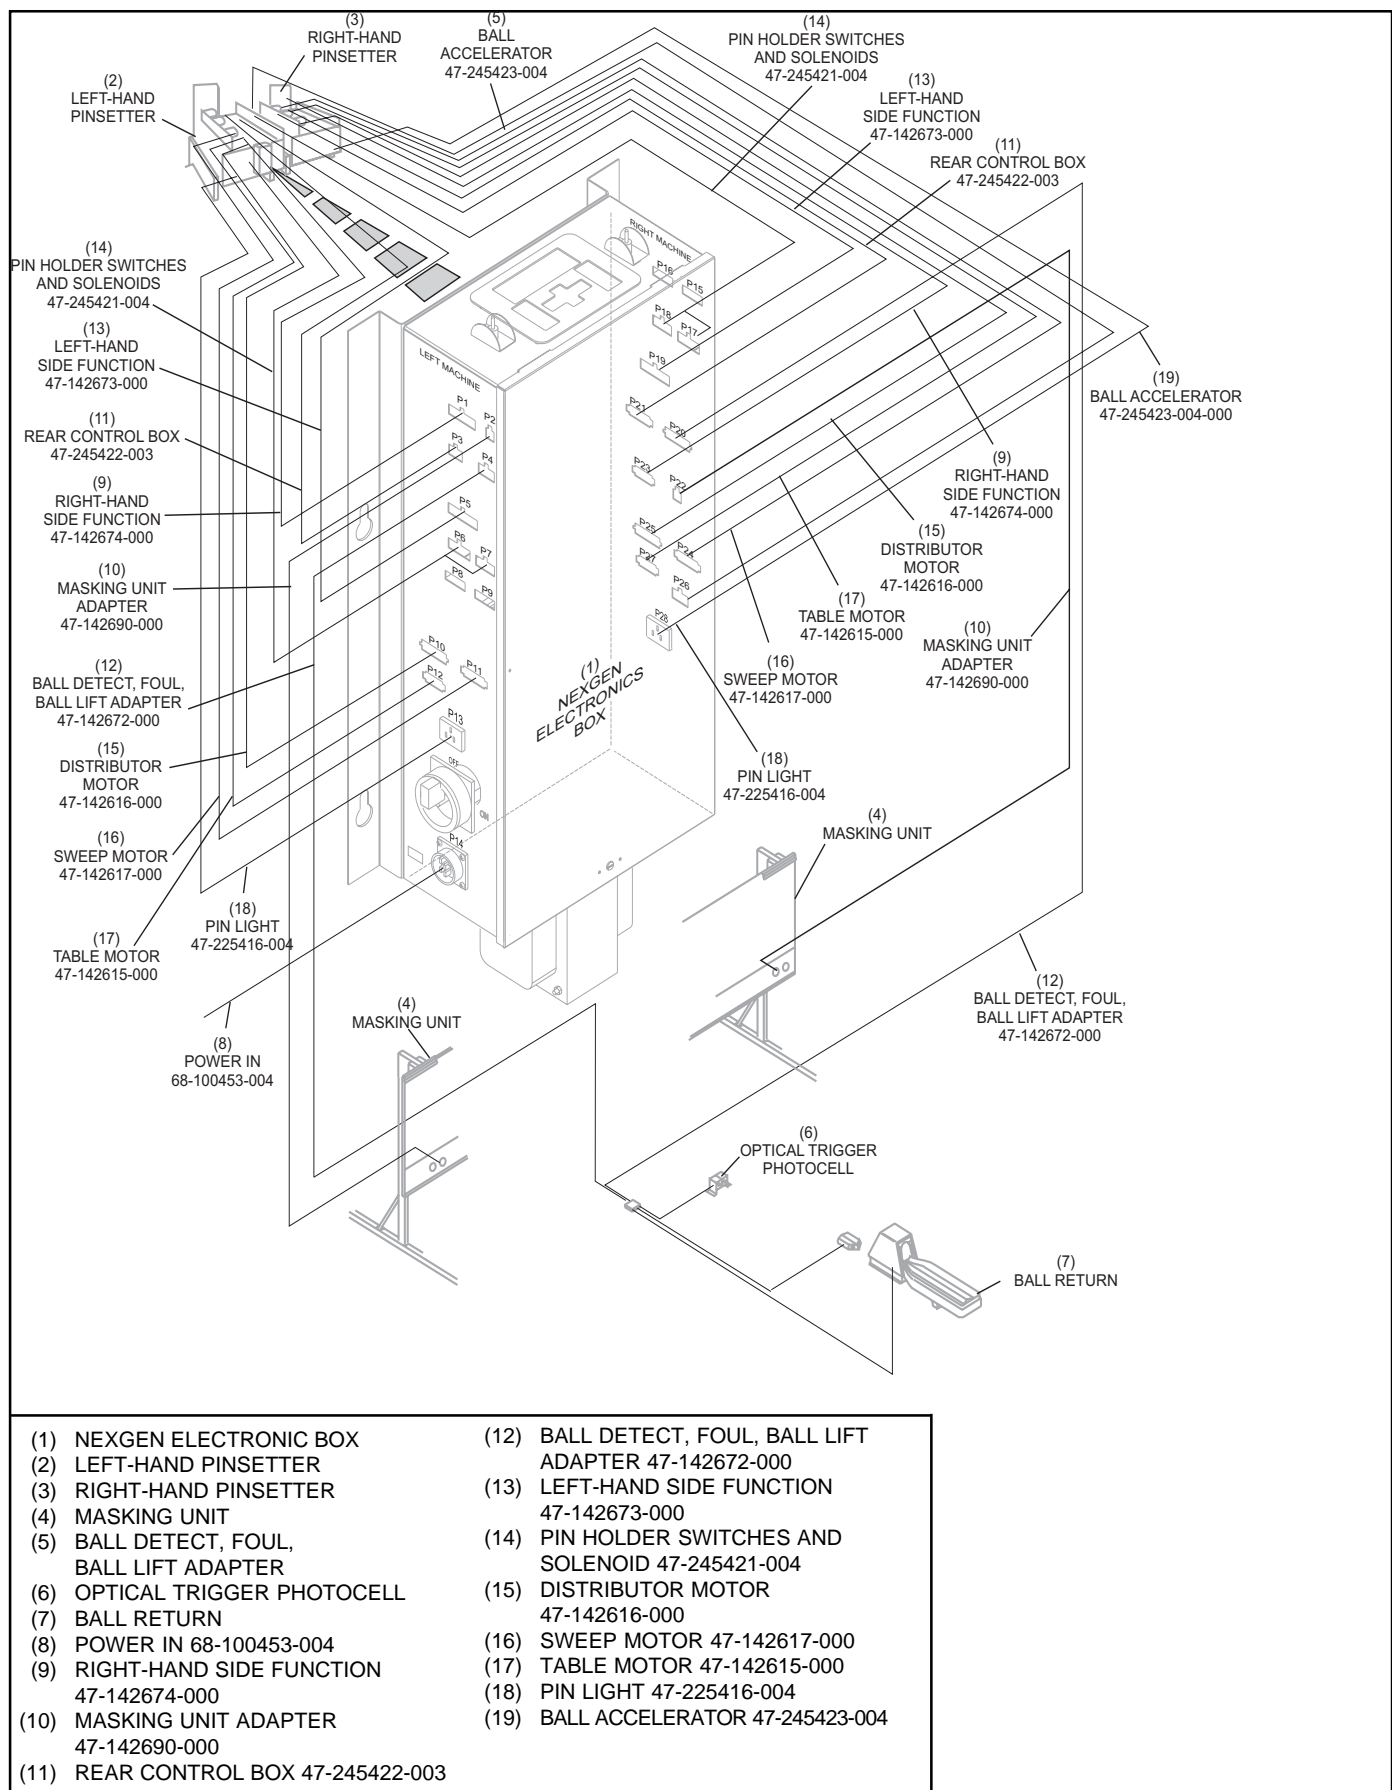 (3)
RIGHT-HAND
PINSETTER
(5)
BALL
ACCELERATOR
47-245423-004
(14)
PIN HOLDER SWITCHES
AND SOLENOIDS
47-245421-004
(2)
LEFT-HAND
PINSETTER
(13)
LEFT-HAND
SIDE FUNCTION
47-142673-000
(11)
REAR CONTROL BOX
47-245422-003
(14)
PIN HOLDER SWITCHES
AND SOLENOIDS
47-245421-004
(13)
LEFT-HAND
SIDE FUNCTION
47-142673-000
(11)
REAR CONTROL BOX
47-245422-003
(9)
RIGHT-HAND
SIDE FUNCTION
47-142674-000
(10)
MASKING UNIT
ADAPTER
47-142690-000
(12)
BALL DETECT, FOUL,
BALL LIFT ADAPTER
47-142672-000
(15)
DISTRIBUTOR
MOTOR
47-142616-000
(16)
SWEEP MOTOR
47-142617-000
(17)
TABLE MOTOR
47-142615-000
(18)
PIN LIGHT
47-225416-004
(8)
POWER IN
68-100453-004
LEFT MACHINE
P1
P2
P3
P4
P5
P6
P7
P8
P9
P10
P11
P12
P13
OFF
ON
P14
RIGHT MACHINE
P16
P15
P18
P17
P19
P21
P20
P23
P22
P25
P24
P27
P26
P28
(1)
NEXGEN
ELECTRONICS
BOX
(19)
BALL ACCELERATOR
47-245423-004-000
(9)
RIGHT-HAND
SIDE FUNCTION
47-142674-000
(15)
DISTRIBUTOR
MOTOR
47-142616-000
(17)
TABLE MOTOR
47-142615-000
(10)
MASKING UNIT
ADAPTER
47-142690-000
(16)
SWEEP MOTOR
47-142617-000
(18)
PIN LIGHT
47-225416-004
(4)
MASKING UNIT
(4)
MASKING UNIT
(12)
BALL DETECT, FOUL,
BALL LIFT ADAPTER
47-142672-000
(6)
OPTICAL TRIGGER
PHOTOCELL
(7)
BALL RETURN
(1) NEXGEN ELECTRONIC BOX
(2) LEFT-HAND PINSETTER
(3) RIGHT-HAND PINSETTER
(4) MASKING UNIT
(5) BALL DETECT, FOUL,
BALL LIFT ADAPTER
(6) OPTICAL TRIGGER PHOTOCELL
(7) BALL RETURN
(8) POWER IN 68-100453-004
(9) RIGHT-HAND SIDE FUNCTION
47-142674-000
(10) MASKING UNIT ADAPTER
47-142690-000
(11) REAR CONTROL BOX 47-245422-003
(12) BALL DETECT, FOUL, BALL LIFT
ADAPTER 47-142672-000
(13) LEFT-HAND SIDE FUNCTION
47-142673-000
(14) PIN HOLDER SWITCHES AND
SOLENOID 47-245421-004
(15) DISTRIBUTOR MOTOR
47-142616-000
(16) SWEEP MOTOR 47-142617-000
(17) TABLE MOTOR 47-142615-000
(18) PIN LIGHT 47-225416-004
(19) BALL ACCELERATOR 47-245423-004